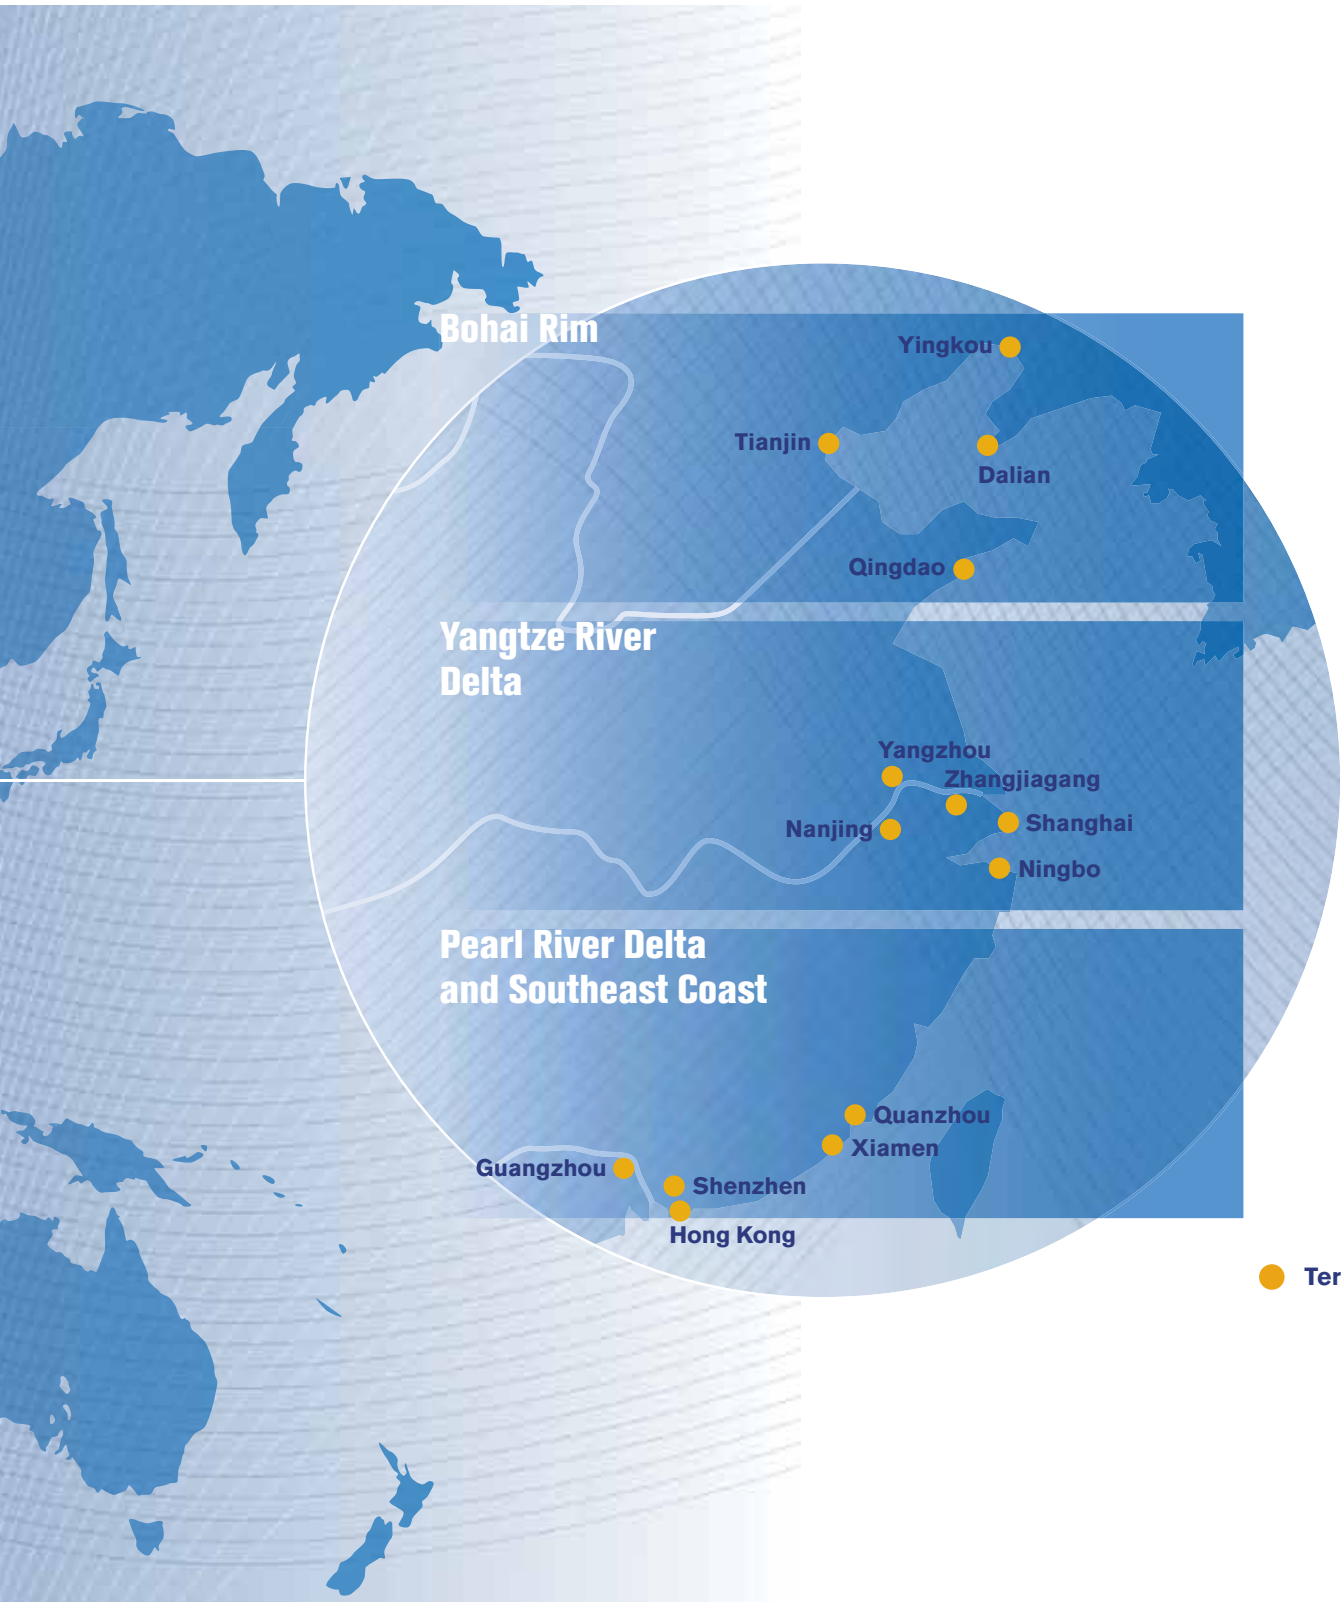 Bohai Rim
Yingkou
Tianjin
Dalian
Qingdao
Yangtze River
Delta
Yangzhou
Zhangjiagang
Nanjing
Shanghai
Ningbo
Pearl River Delta
and Southeast Coast
Quanzhou
Xiamen
Guangzhou
Shenzhen
Hong Kong
Ter